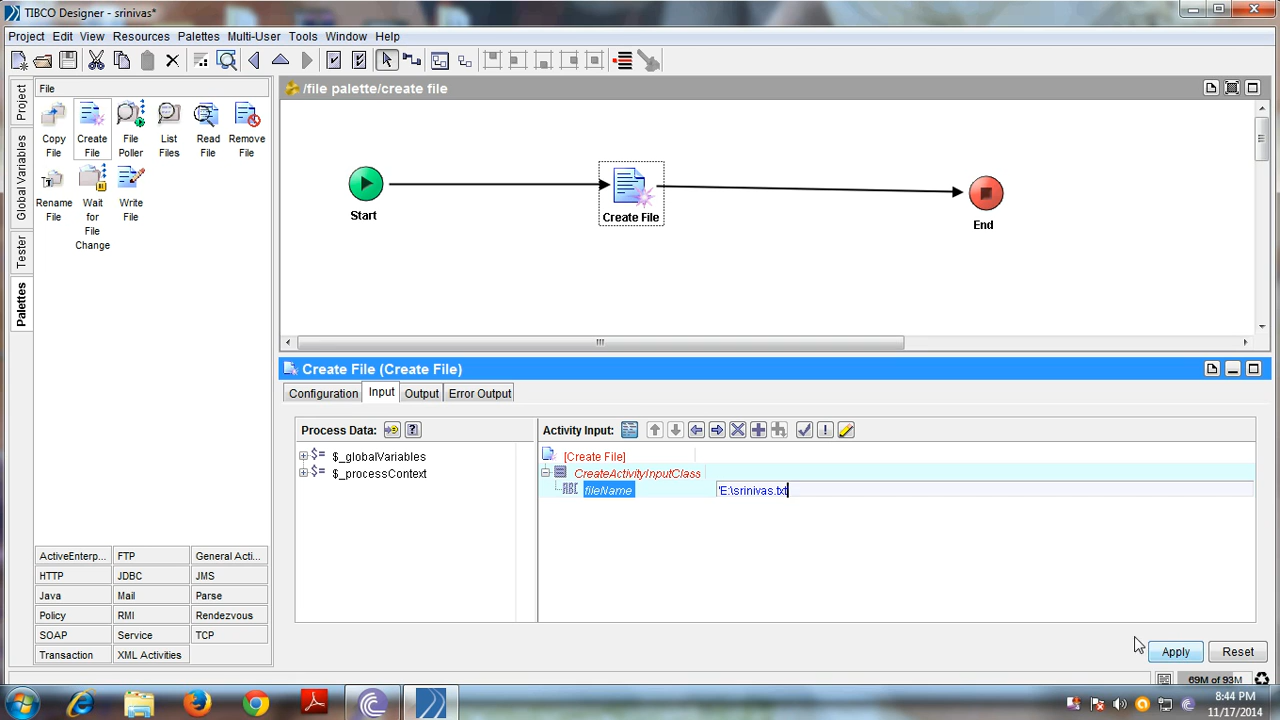 TIBCO Designer - srinivas*
Project Edit View Resources Palettes Multi-User Tools Window Help
File
/file palette/create file
Project
Global Variables
Tester
Palettes
Copy File
Create File
File Poller
List Files
Read File
Remove File
Rename File
Wait for File Change
Write File
Start
Create File
End
Create File (Create File)
Configuration Input Output Error Output
Process Data:
Activity Input:
$_globalVariables
$_processContext
[Create File]
CreateActivityInputClass
fileName 'E:\srinivas.txt
ActiveEnterp... FTP General Acti...
HTTP JDBC JMS
Java Mail Parse
Policy RMI Rendezvous
SOAP Service TCP
Transaction XML Activities
Apply Reset
69M of 93M
8:44 PM
11/17/2014